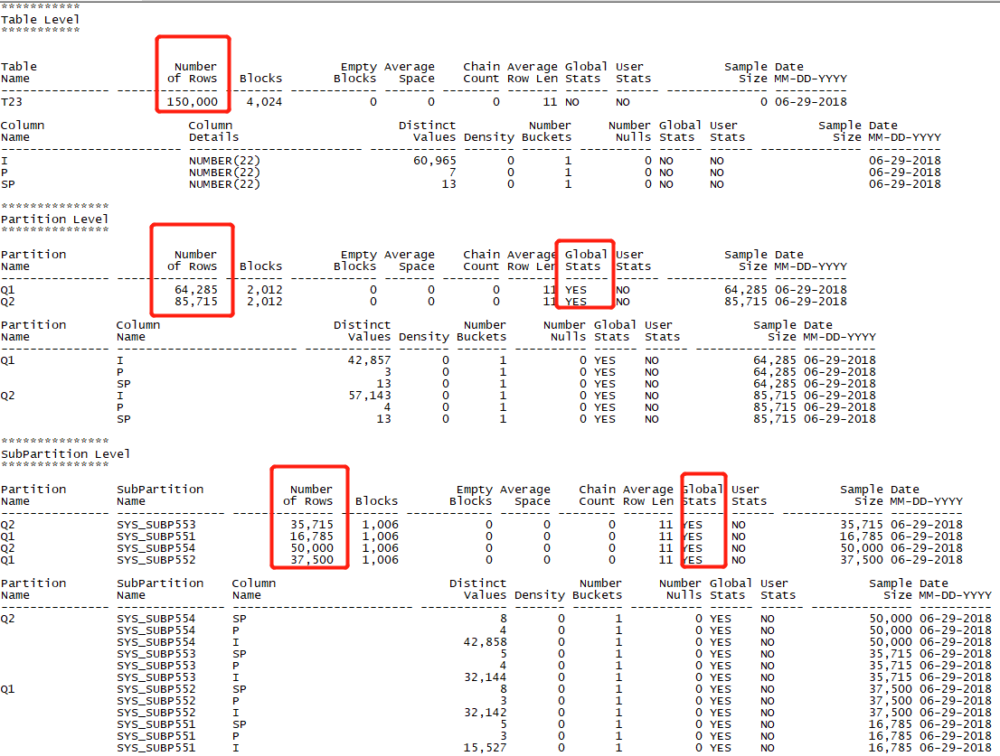 ***********
Table Level
***********
Table Number Empty Average Chain Average Global User Sample Date
Name of Rows Blocks Blocks Space Count Row Len Stats Stats Size MM-DD-YYYY
T23 150,000 4,024 0 0 0 11 NO NO 0 06-29-2018
Column Column Distinct Number Number Global User Sample Date
Name Details Values Density Buckets Nulls Stats Stats Size MM-DD-YYYY
I NUMBER(22) 60,965 0 1 0 NO NO 06-29-2018
P NUMBER(22) 7 0 1 0 NO NO 06-29-2018
SP NUMBER(22) 13 0 1 0 NO NO 06-29-2018
***************
Partition Level
***************
Partition Number Empty Average Chain Average Global User Sample Date
Name of Rows Blocks Blocks Space Count Row Len Stats Stats Size MM-DD-YYYY
Q1 64,285 2,012 0 0 0 11 YES NO 64,285 06-29-2018
Q2 85,715 2,012 0 0 0 11 YES NO 85,715 06-29-2018
Partition Column Distinct Number Number Global User Sample Date
Name Name Values Density Buckets Nulls Stats Stats Size MM-DD-YYYY
Q1 I 42,857 0 1 0 YES NO 64,285 06-29-2018
P 3 0 1 0 YES NO 64,285 06-29-2018
SP 13 0 1 0 YES NO 64,285 06-29-2018
Q2 I 57,143 0 1 0 YES NO 85,715 06-29-2018
P 4 0 1 0 YES NO 85,715 06-29-2018
SP 13 0 1 0 YES NO 85,715 06-29-2018
***************
SubPartition Level
***************
Partition SubPartition Number Empty Average Chain Average Global User Sample Date
Name Name of Rows Blocks Blocks Space Count Row Len Stats Stats Size MM-DD-YYYY
Q2 SYS_SUBP553 35,715 1,006 0 0 0 11 YES NO 35,715 06-29-2018
Q1 SYS_SUBP551 16,785 1,006 0 0 0 11 YES NO 16,785 06-29-2018
Q2 SYS_SUBP554 50,000 1,006 0 0 0 11 YES NO 50,000 06-29-2018
Q1 SYS_SUBP552 37,500 1,006 0 0 0 11 YES NO 37,500 06-29-2018
Partition SubPartition Column Distinct Number Number Global User Sample Date
Name Name Name Values Density Buckets Nulls Stats Stats Size MM-DD-YYYY
Q2 SYS_SUBP554 SP 8 0 1 0 YES NO 50,000 06-29-2018
SYS_SUBP554 P 4 0 1 0 YES NO 50,000 06-29-2018
SYS_SUBP554 I 42,858 0 1 0 YES NO 50,000 06-29-2018
SYS_SUBP553 SP 5 0 1 0 YES NO 35,715 06-29-2018
SYS_SUBP553 P 4 0 1 0 YES NO 35,715 06-29-2018
SYS_SUBP553 I 32,144 0 1 0 YES NO 35,715 06-29-2018
Q1 SYS_SUBP552 SP 8 0 1 0 YES NO 37,500 06-29-2018
SYS_SUBP552 P 3 0 1 0 YES NO 37,500 06-29-2018
SYS_SUBP552 I 32,142 0 1 0 YES NO 37,500 06-29-2018
SYS_SUBP551 SP 5 0 1 0 YES NO 16,785 06-29-2018
SYS_SUBP551 P 3 0 1 0 YES NO 16,785 06-29-2018
SYS_SUBP551 I 15,527 0 1 0 YES NO 16,785 06-29-2018